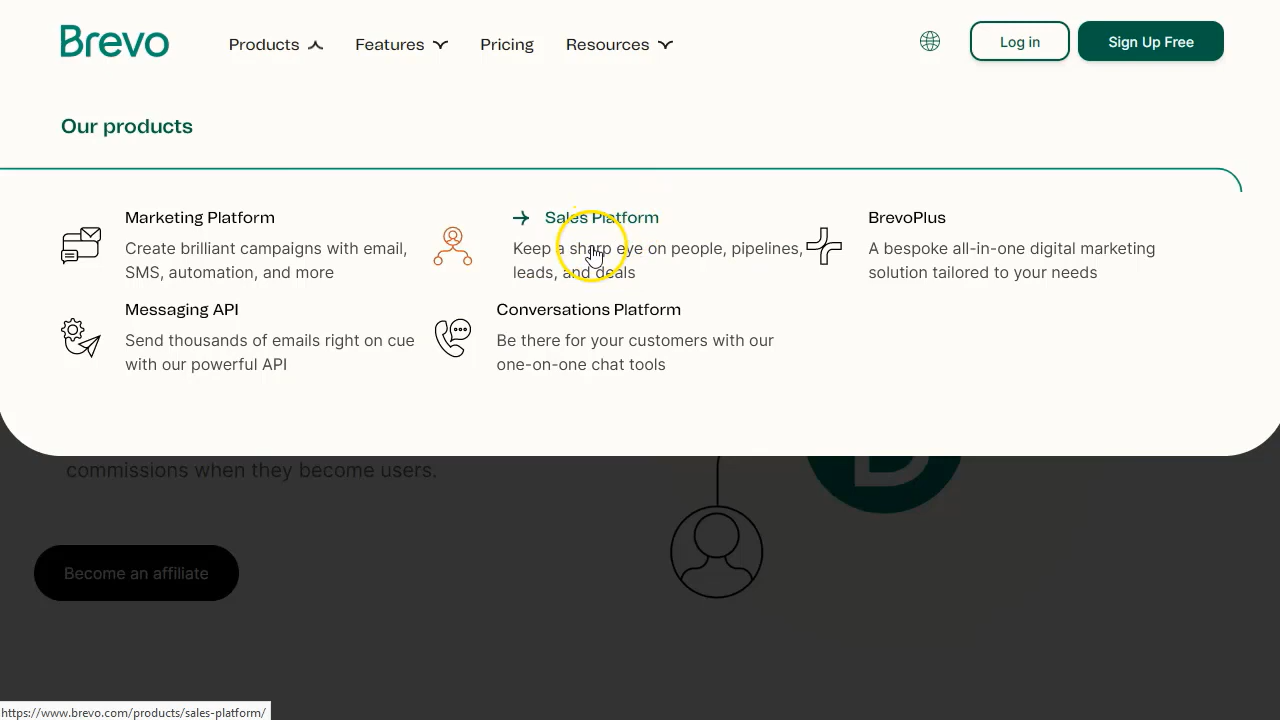 Brevo
Products
Features
Pricing
Resources
Log in
Sign Up Free
Our products
Marketing Platform
Create brilliant campaigns with email,
SMS, automation, and more
Sales Platform
Keep a sharp eye on people, pipelines,
leads, and deals
BrevoPlus
A bespoke all-in-one digital marketing
solution tailored to your needs
Messaging API
Send thousands of emails right on cue
with our powerful API
Conversations Platform
Be there for your customers with our
one-on-one chat tools
commissions when they become users.
B
Become an affiliate
https://www.brevo.com/products/sales-platform/